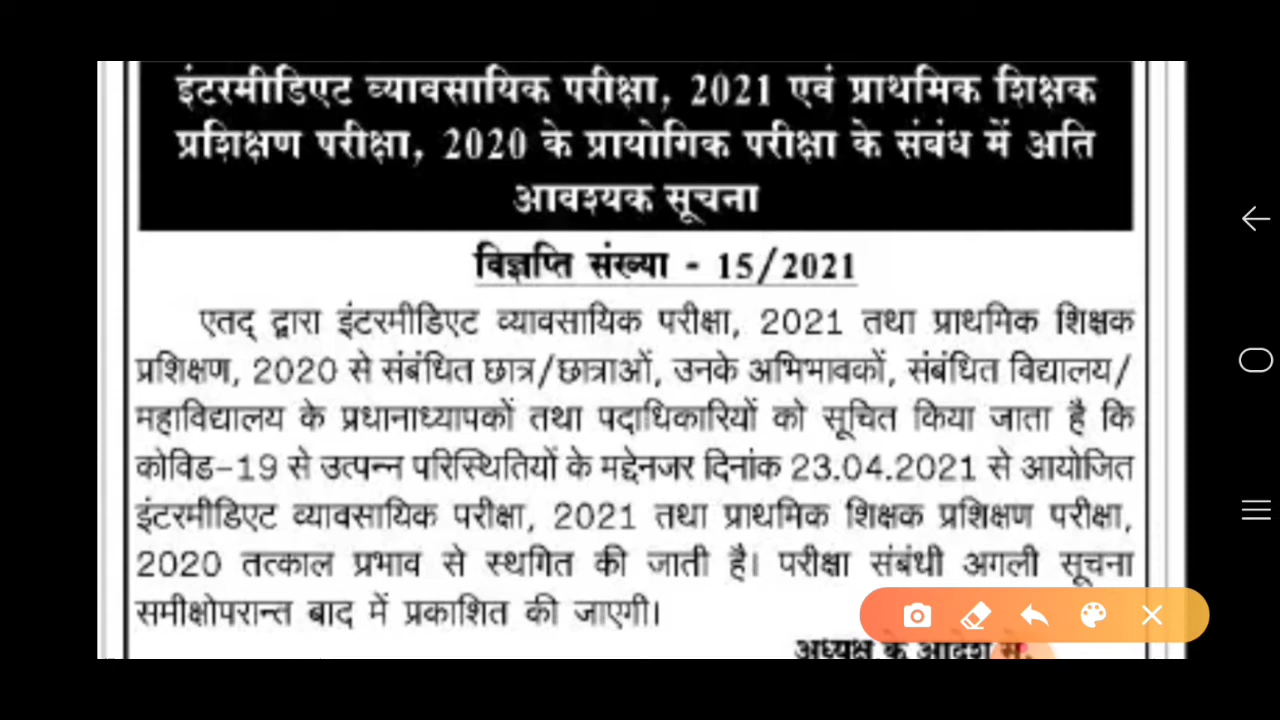 इंटरमीडिएट व्यावसायिक परीक्षा, 2021 एवं प्राथमिक शिक्षक
प्रशिक्षण परीक्षा, 2020 के प्रायोगिक परीक्षा के संबंध में अति
आवश्यक सूचना
विज्ञप्ति संख्या - 15/2021
एतद् द्वारा इंटरमीडिएट व्यावसायिक परीक्षा, 2021 तथा प्राथमिक शिक्षक
प्रशिक्षण, 2020 से संबंधित छात्र/छात्राओं, उनके अभिभावकों, संबंधित विद्यालय/
महाविद्यालय के प्रधानाध्यापकों तथा पदाधिकारियों को सूचित किया जाता है कि
कोविड-19 से उत्पन्न परिस्थितियों के मद्देनजर दिनांक 23.04.2021 से आयोजित
इंटरमीडिएट व्यावसायिक परीक्षा, 2021 तथा प्राथमिक शिक्षक प्रशिक्षण परीक्षा,
2020 तत्काल प्रभाव से स्थगित की जाती है। परीक्षा संबंधी अगली सूचना
समीक्षोपरान्त बाद में प्रकाशित की जाएगी।
अध्यक्ष के आदेश से,